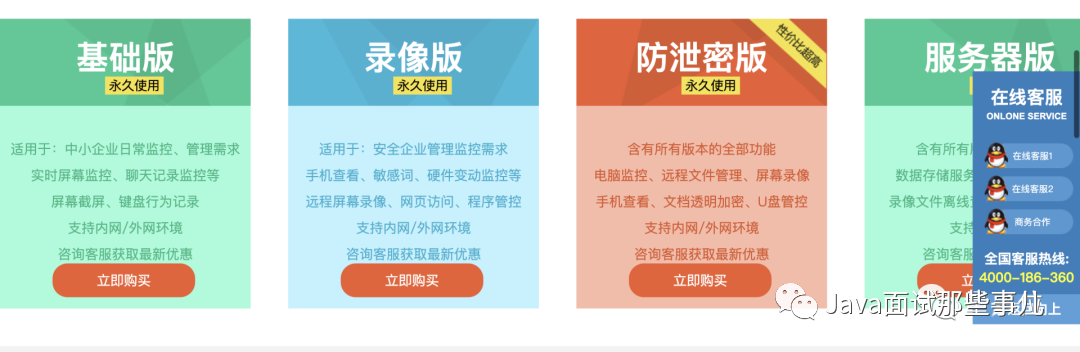 基础版
永久使用
适用于：中小企业日常监控、管理需求
实时屏幕监控、聊天记录监控等
屏幕截屏、键盘行为记录
支持内网/外网环境
咨询客服获取最新优惠
立即购买
录像版
永久使用
适用于：安全企业管理监控需求
手机查看、敏感词、硬件变动监控等
远程屏幕录像、网页访问、程序管控
支持内网/外网环境
咨询客服获取最新优惠
立即购买
防泄密版
性价比超高
永久使用
含有所有版本的全部功能
电脑监控、远程文件管理、屏幕录像
手机查看、文档透明加密、U盘管控
支持内网/外网环境
咨询客服获取最新优惠
立即购买
服务器版
含有所有
数据存储服务
录像文件离线
支持
咨询客服
立
在线客服
ONLONE SERVICE
在线客服1
在线客服2
商务合作
全国客服热线:
4000-186-360
向上
Java面试那些事儿